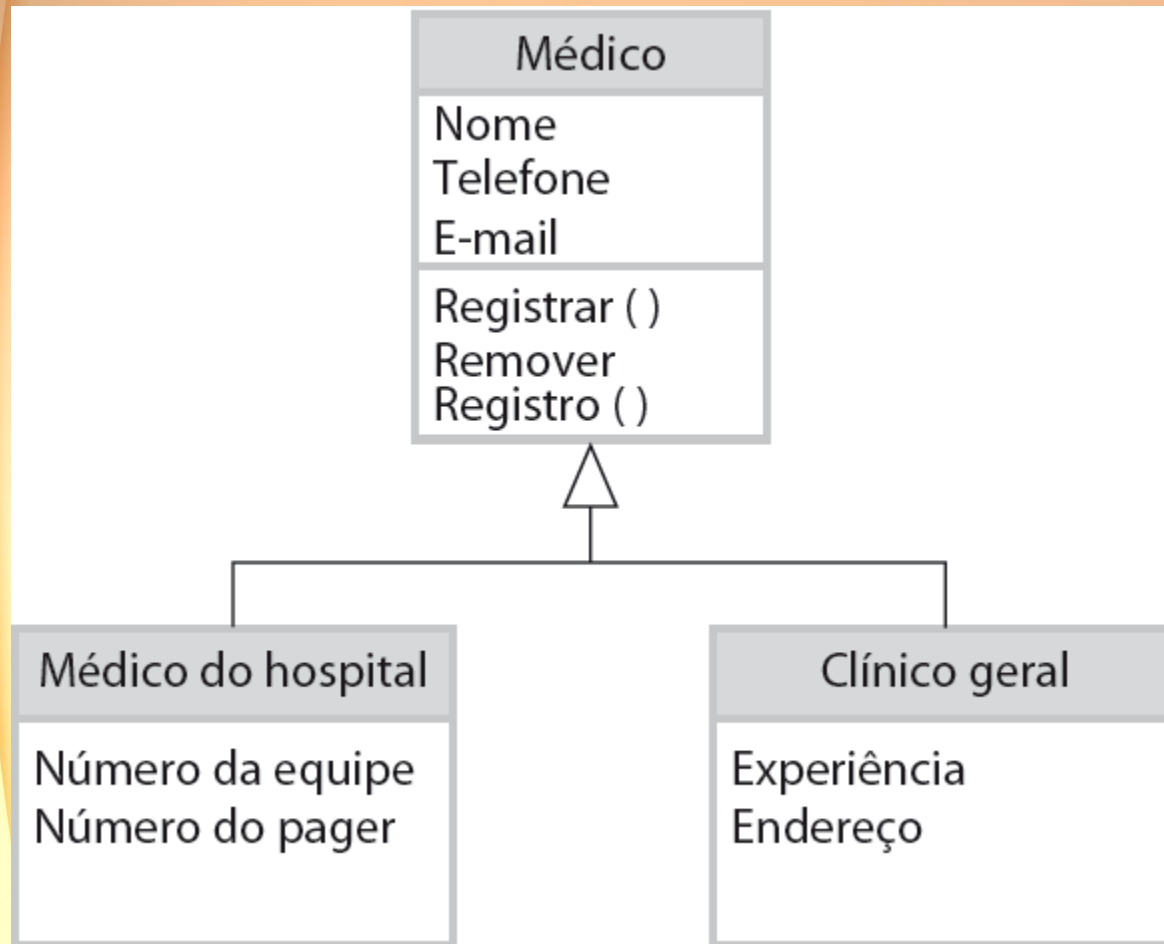 Médico
Nome
Telefone
E-mail
Registrar ( )
Remover
Registro ( )
Médico do hospital
Número da equipe
Número do pager
Clínico geral
Experiência
Endereço